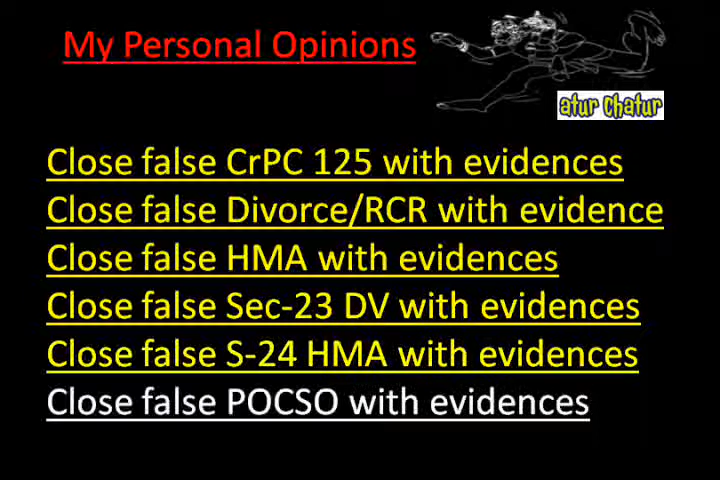 My Personal Opinions
atur Chatur
Close false CrPC 125 with evidences
Close false Divorce/RCR with evidence
Close false HMA with evidences
Close false Sec-23 DV with evidences
Close false S-24 HMA with evidences
Close false POCSO with evidences